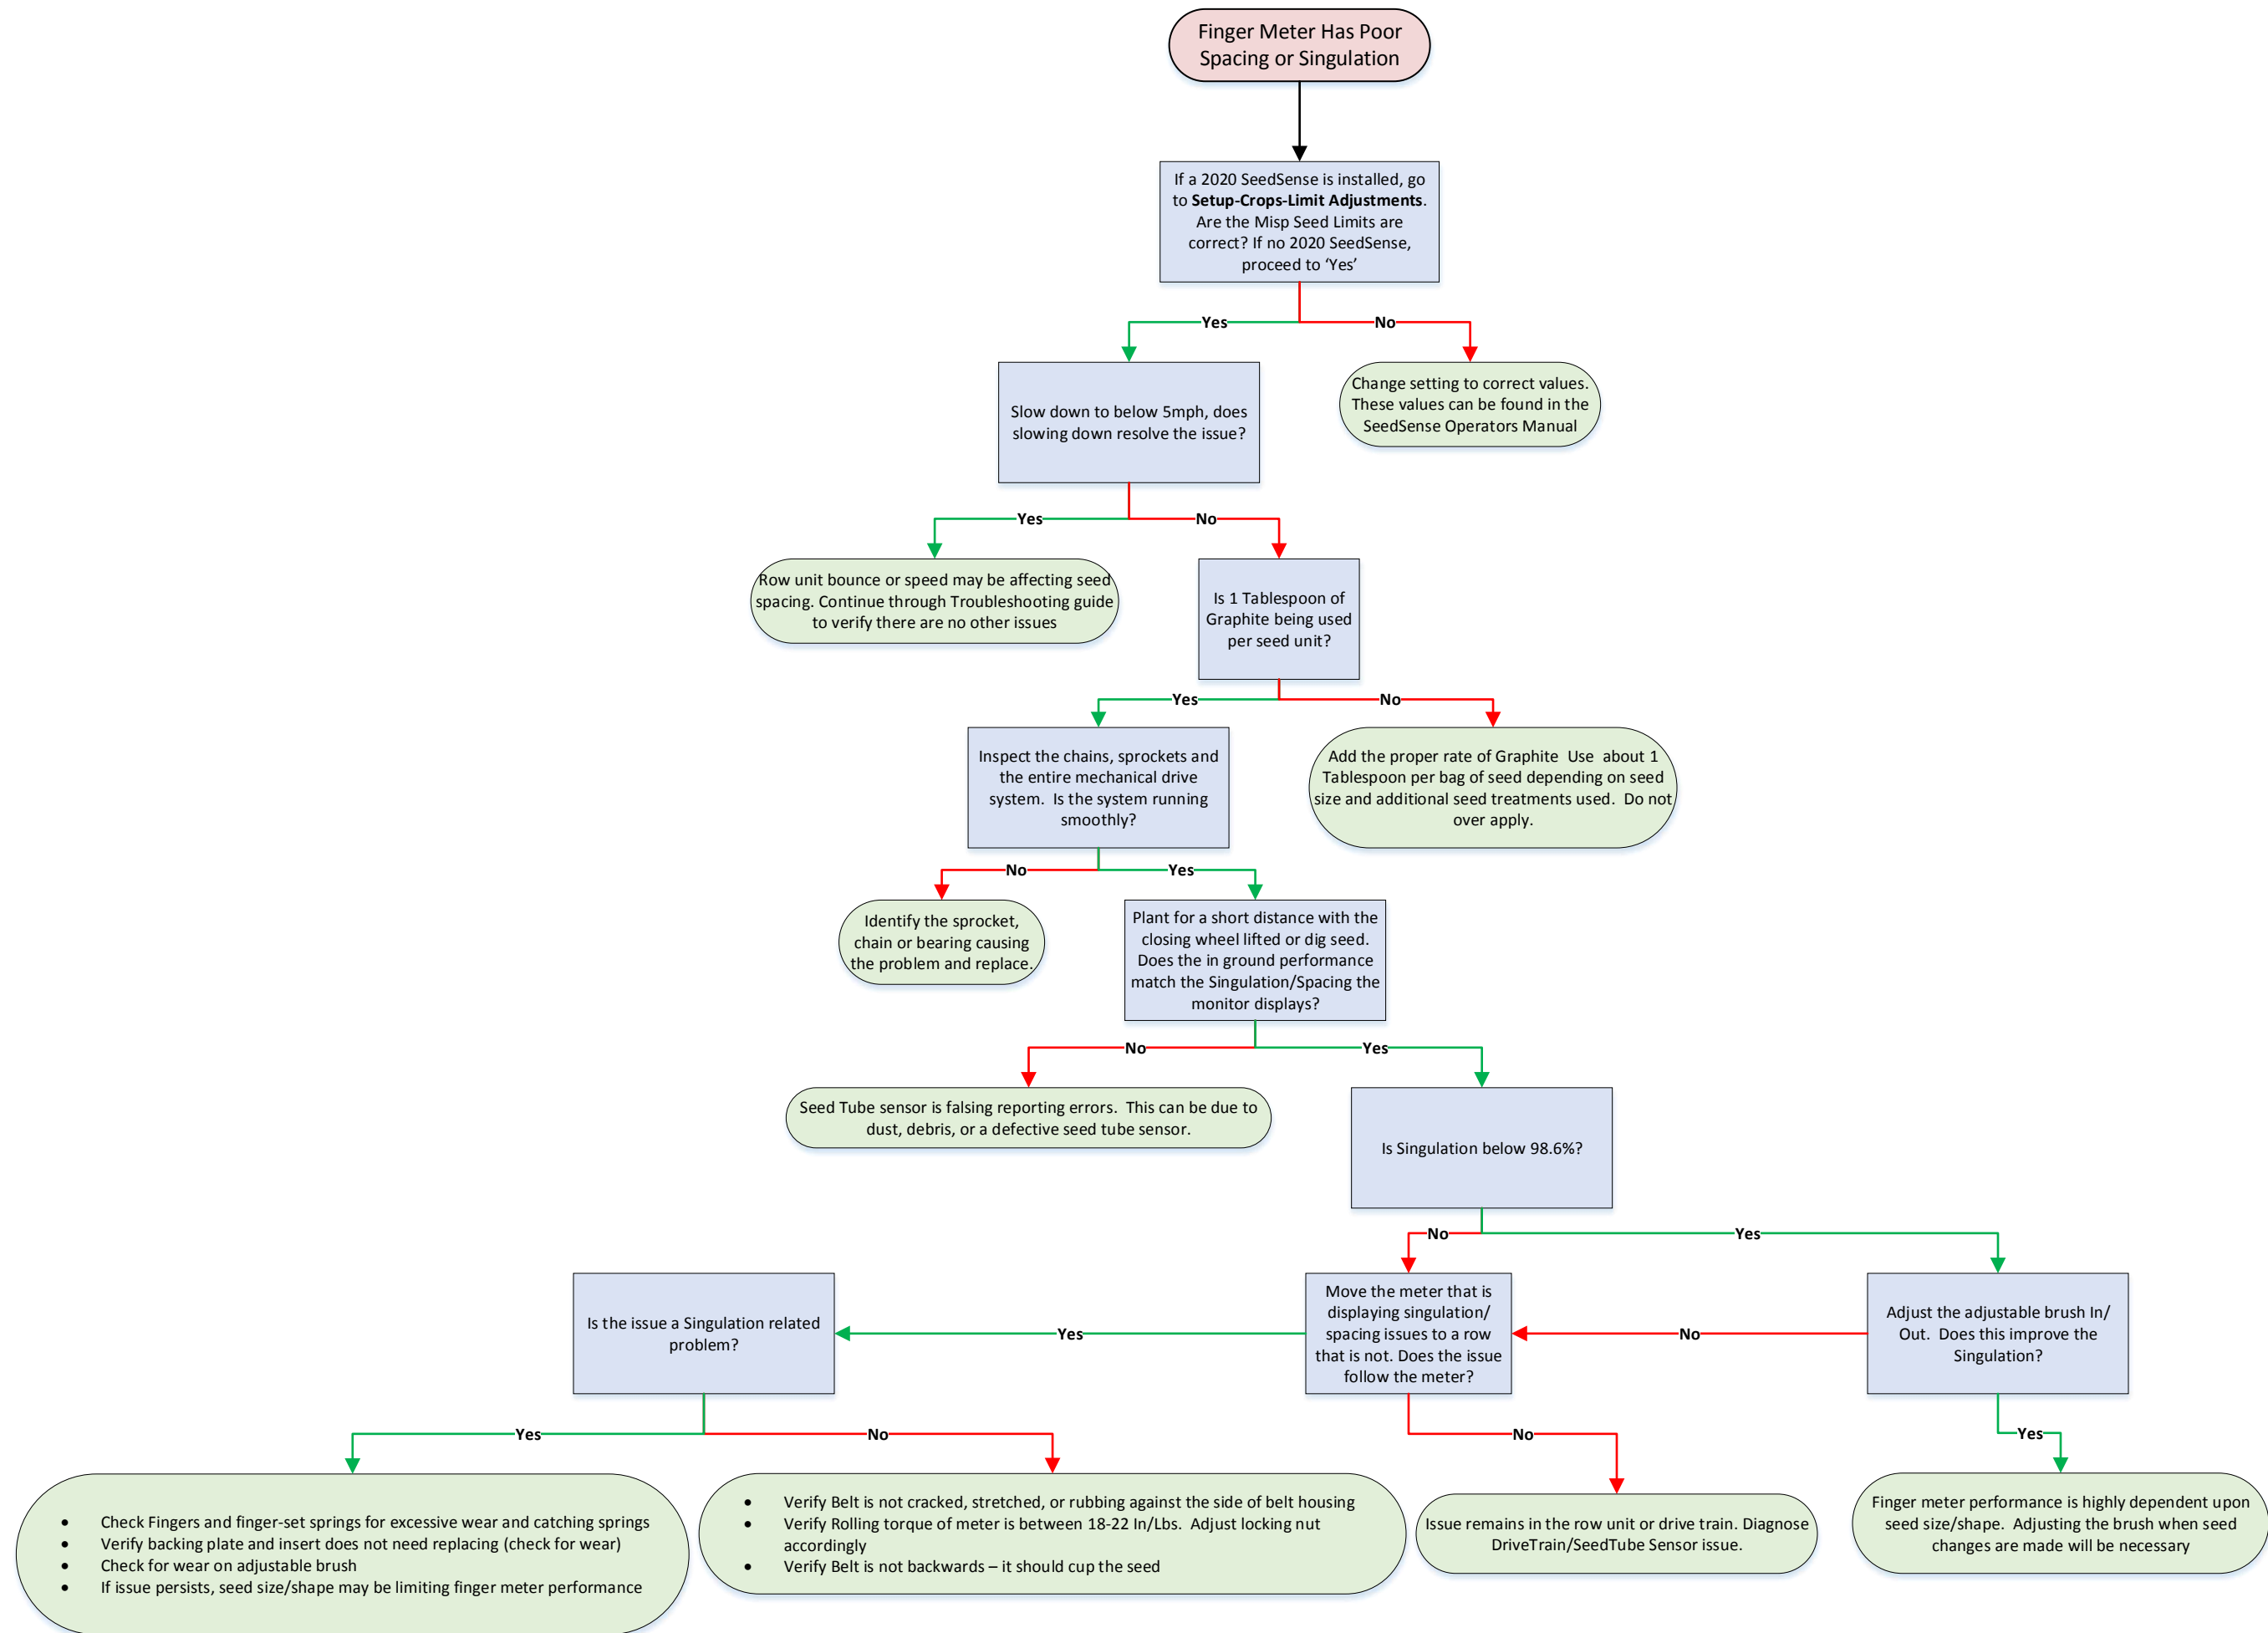 Finger Meter Has Poor
Spacing or Singulation
If a 2020 SeedSense is installed, go
to Setup-Crops-Limit Adjustments.
Are the Misp Seed Limits are
correct? If no 2020 SeedSense,
proceed to ‘Yes’
Yes
No
Slow down to below 5mph, does
slowing down resolve the issue?
Change setting to correct values.
These values can be found in the
SeedSense Operators Manual
Yes
No
Row unit bounce or speed may be affecting seed
spacing. Continue through Troubleshooting guide
to verify there are no other issues
Is 1 Tablespoon of
Graphite being used
per seed unit?
Yes
No
Inspect the chains, sprockets and
the entire mechanical drive
system.  Is the system running
smoothly?
Add the proper rate of Graphite  Use  about 1
Tablespoon per bag of seed depending on seed
size and additional seed treatments used.  Do not
over apply.
No
Yes
Identify the sprocket,
chain or bearing causing
the problem and replace.
Plant for a short distance with the
closing wheel lifted or dig seed.
Does the in ground performance
match the Singulation/Spacing the
monitor displays?
No
Yes
Seed Tube sensor is falsing reporting errors.  This can be due to
dust, debris, or a defective seed tube sensor.
Is Singulation below 98.6%?
No
Yes
Is the issue a Singulation related
problem?
Yes
Move the meter that is
displaying singulation/
spacing issues to a row
that is not. Does the issue
follow the meter?
No
Adjust the adjustable brush In/
Out.  Does this improve the
Singulation?
Yes
No
No
Yes
• Check Fingers and finger-set springs for excessive wear and catching springs
• Verify backing plate and insert does not need replacing (check for wear)
• Check for wear on adjustable brush
• If issue persists, seed size/shape may be limiting finger meter performance
• Verify Belt is not cracked, stretched, or rubbing against the side of belt housing
• Verify Rolling torque of meter is between 18-22 In/Lbs.  Adjust locking nut
accordingly
• Verify Belt is not backwards – it should cup the seed
Issue remains in the row unit or drive train. Diagnose
DriveTrain/SeedTube Sensor issue.
Finger meter performance is highly dependent upon
seed size/shape.  Adjusting the brush when seed
changes are made will be necessary